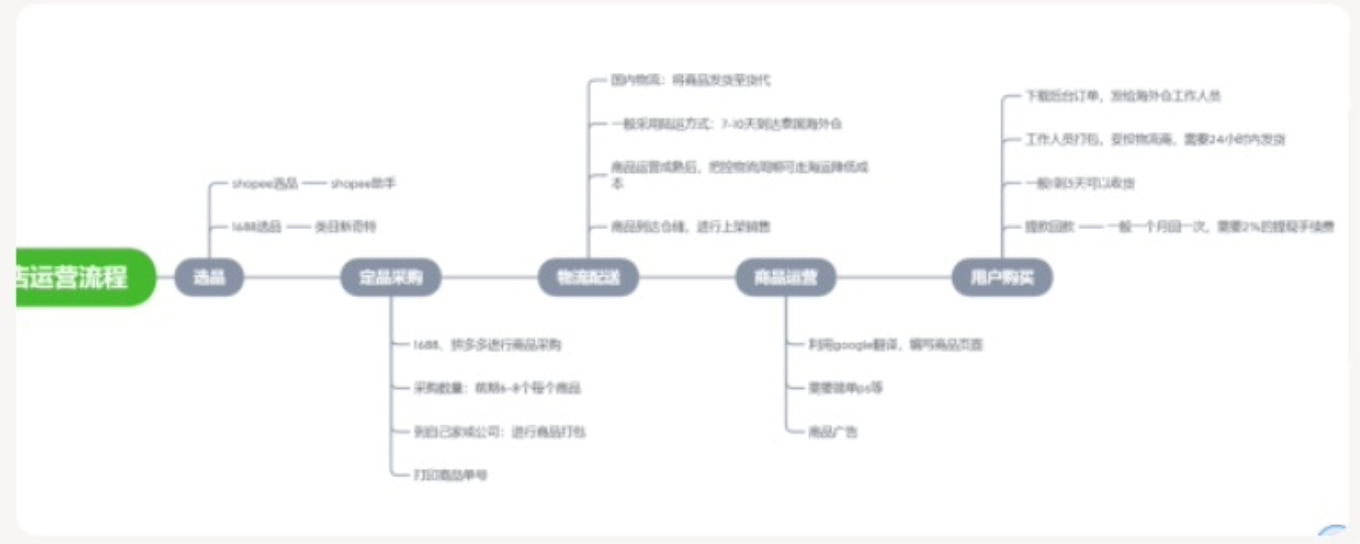 店运营流程
选品
shopee选品
shopee助手
1688选品
类目新奇特
定品采购
1688、拼多多进行商品采购
采购数量：前期6-8个每个商品
到自己家或公司：进行商品打包
打印商品单号
物流配送
国内物流：将商品发货至货代
一般采用陆运方式：7-10天到达泰国海外仓
商品运营成熟后，把控物流周期可走海运降低成
本
商品到达仓储，进行上架销售
商品运营
利用google翻译，编写商品页面
需要简单ps等
商品广告
用户购买
下载后台订单，发给海外仓工作人员
工作人员打包，交投物流商，需要24小时内发货
一般1到3天可以收货
提款回款
一般一个月回一次，需要2%的提现手续费